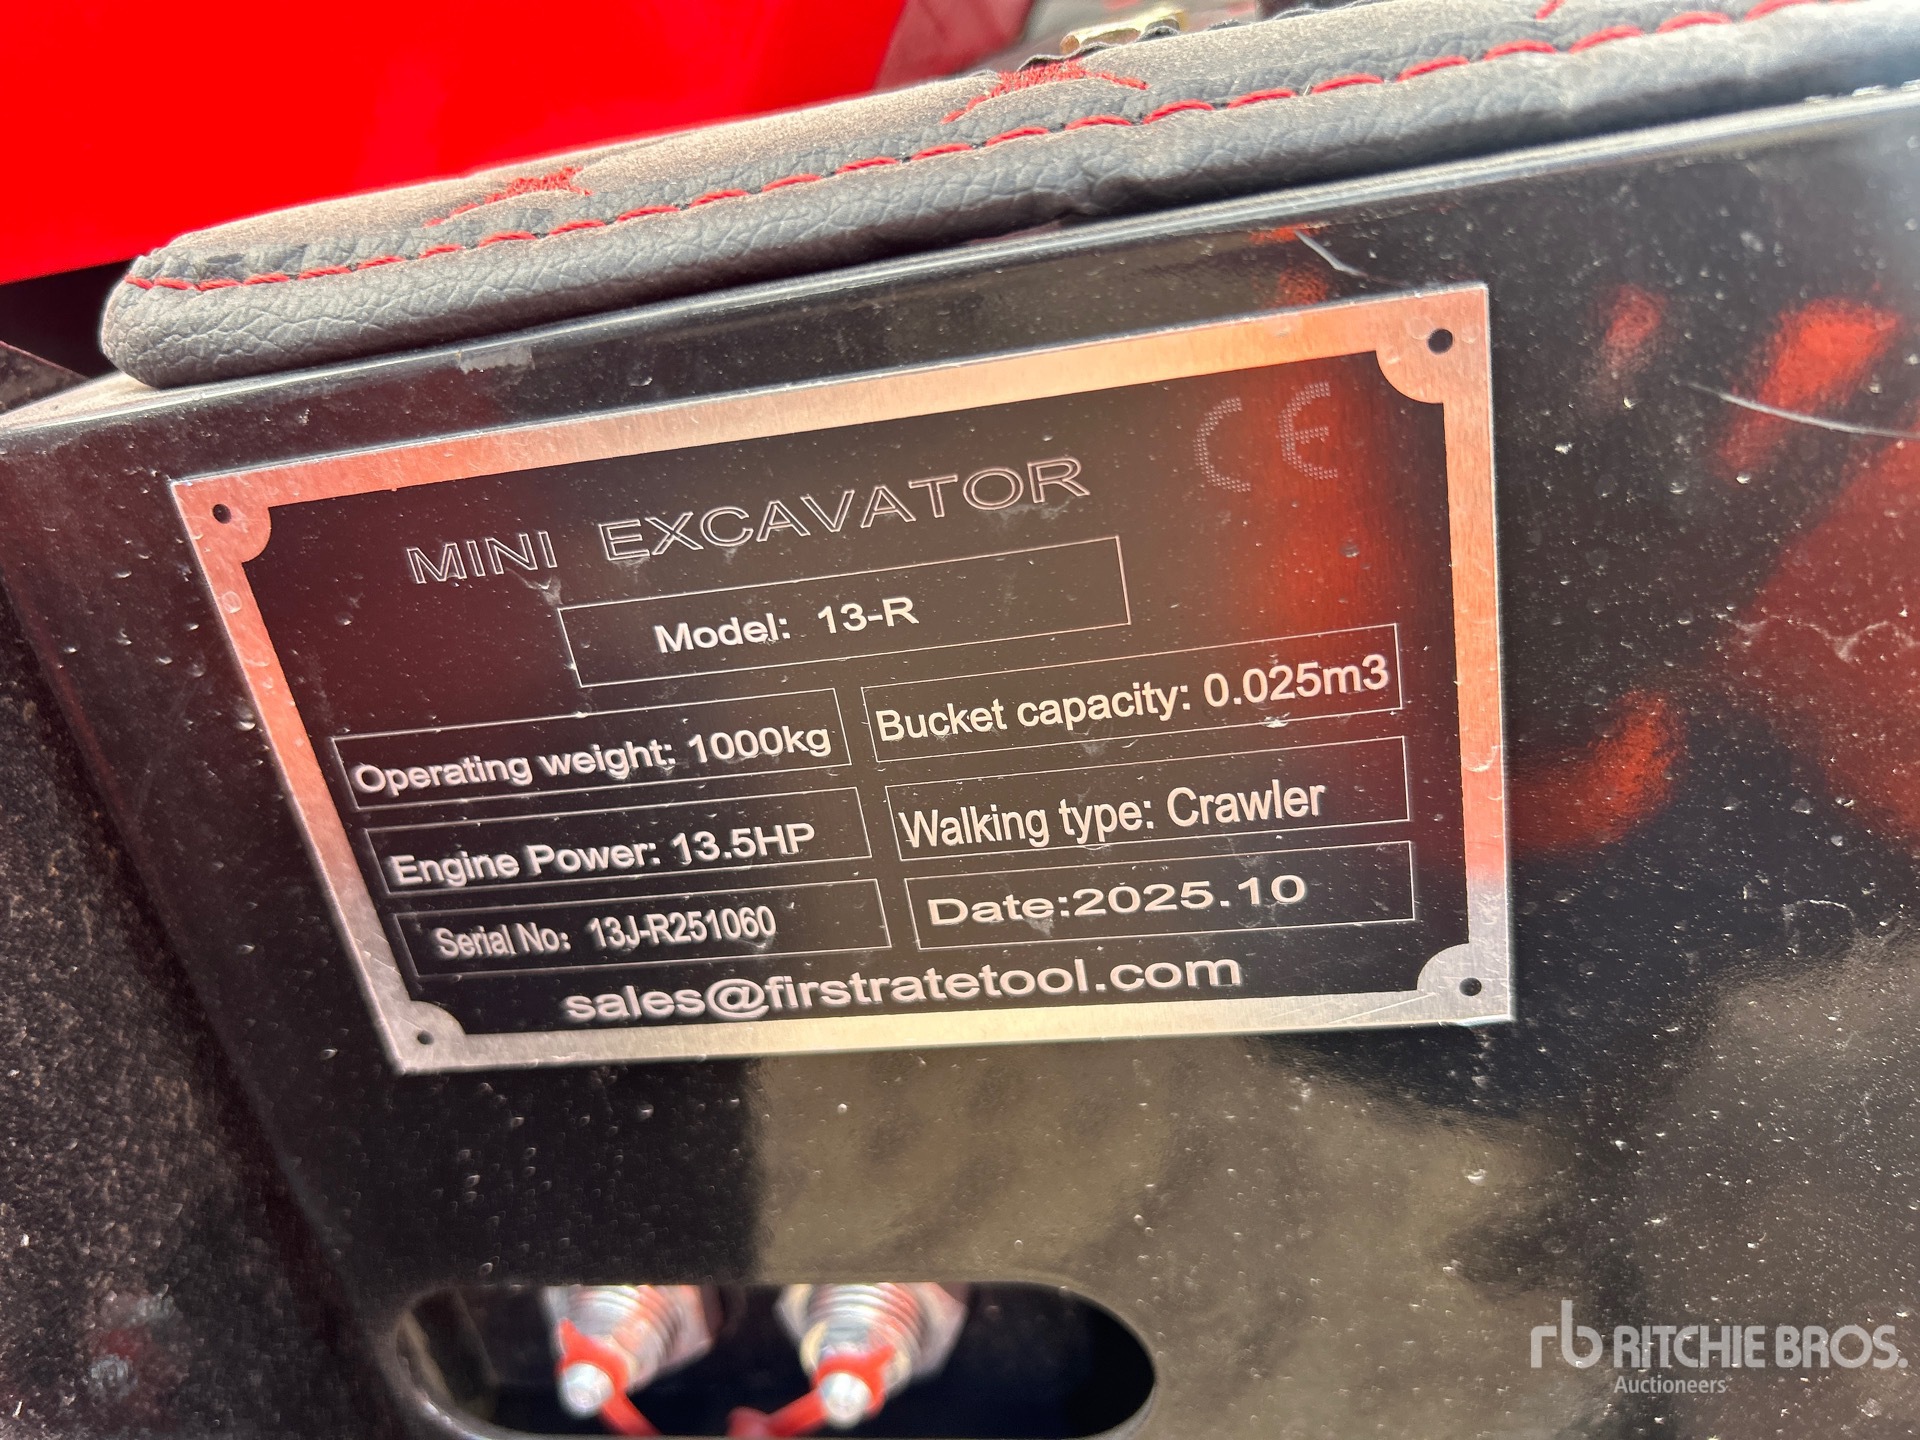 CE
MINI EXCAVATOR
Model: 13-R
Operating weight: 1000kg
Bucket capacity: 0.025m3
Engine Power: 13.5HP
Walking type: Crawler
Serial No: 13J-R251060
Date:2025.10
sales@firstratetool.com
rb RITCHIE BROS.
Auctioneers